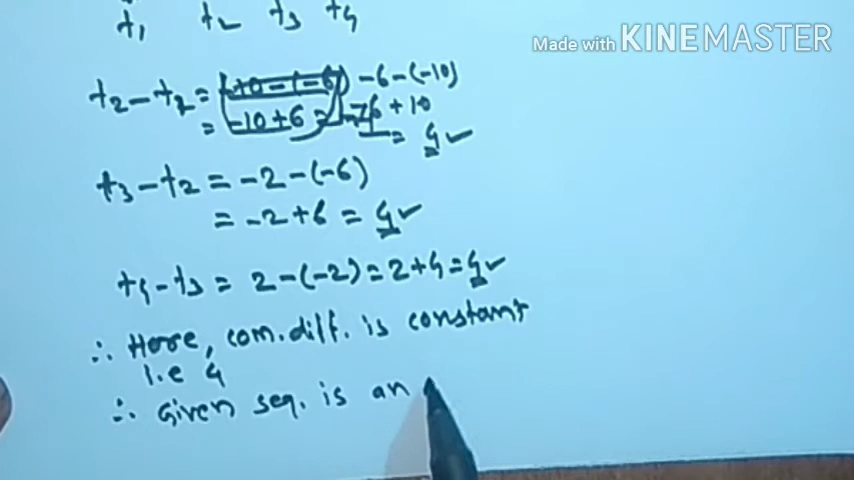 Made with KINEMASTER
t₁ t₂ t₃ t₄
t₂ - t₁ = -6 - (-10)
= -10 + 6 = -6 + 10
= 4 ✓
t₃ - t₂ = -2 - (-6)
= -2 + 6 = 4 ✓
t₄ - t₃ = 2 - (-2) = 2 + 4 = 4 ✓
∴ Here, com. diff. is constant
i.e 4
∴ Given seq. is an